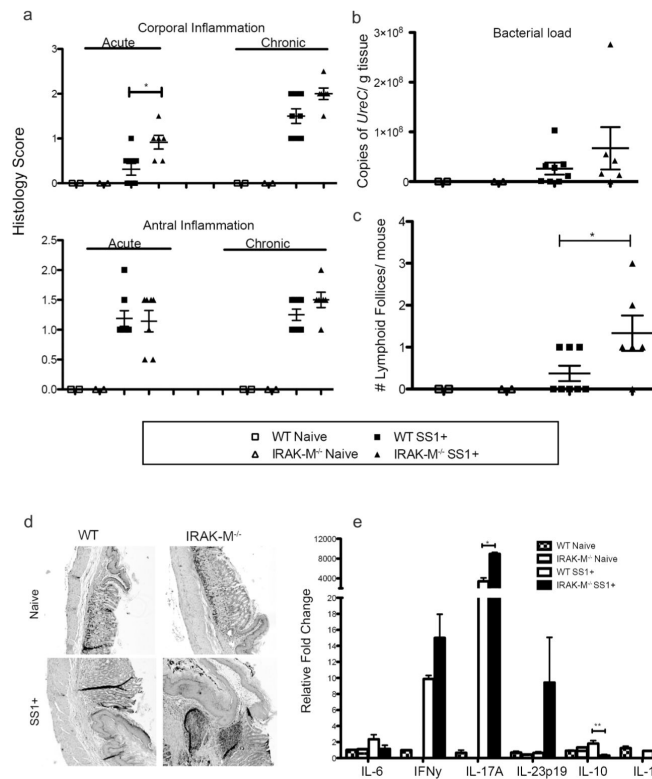 a
Corporal Inflammation
Acute
Chronic
3
2
1
0
*
Histology Score
Antral Inflammation
Acute
Chronic
2.5
2.0
1.5
1.0
0.5
0.0
b
Bacterial load
Copies of UreC/ g tissue
3×10⁸
2×10⁸
1×10⁸
0
c
# Lymphoid Follices/ mouse
4
3
2
1
0
*
WT Naive
WT SS1+
IRAK-M-/- Naive
IRAK-M-/- SS1+
d
WT
IRAK-M-/-
Naive
SS1+
e
Relative Fold Change
12000
8000
4000
20
18
16
14
12
10
8
6
4
2
0
*
**
WT Naive
IRAK-M-/- Naive
WT SS1+
IRAK-M-/- SS1+
IL-6
IFNy
IL-17A
IL-23p19
IL-10